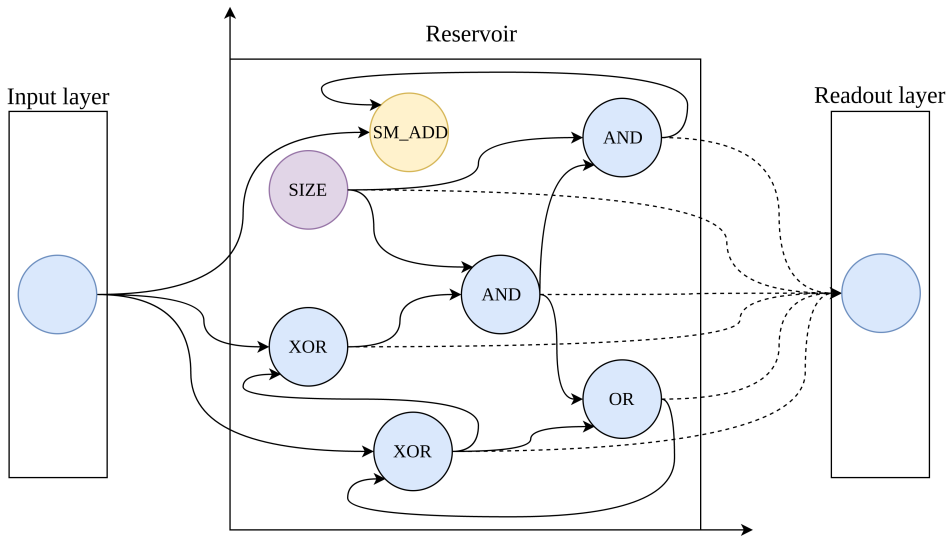 Reservoir
Input layer
Readout layer
SM_ADD
AND
SIZE
AND
XOR
OR
XOR